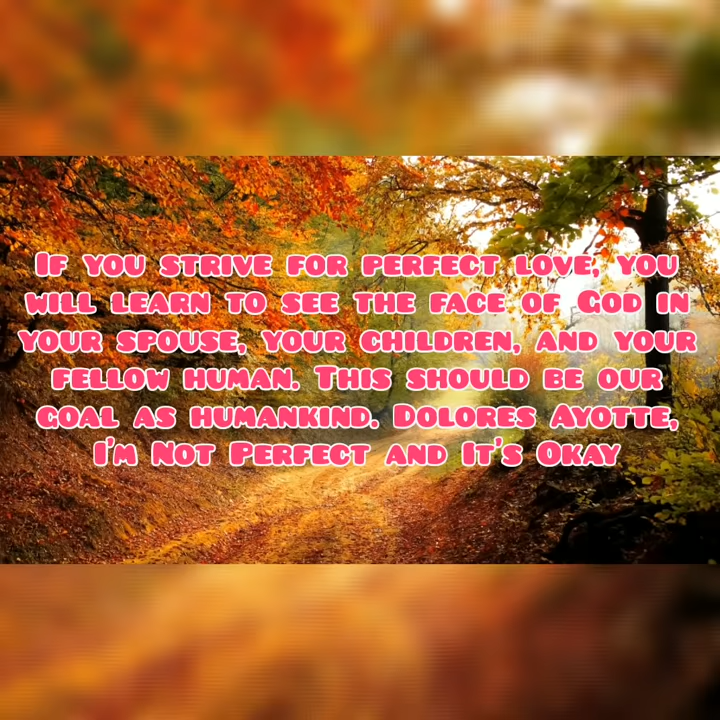 If you strive for perfect love, you
will learn to see the face of God in
your spouse, your children, and your
fellow human. This should be our
goal as humankind. Dolores Ayotte,
I'm Not Perfect and It's Okay